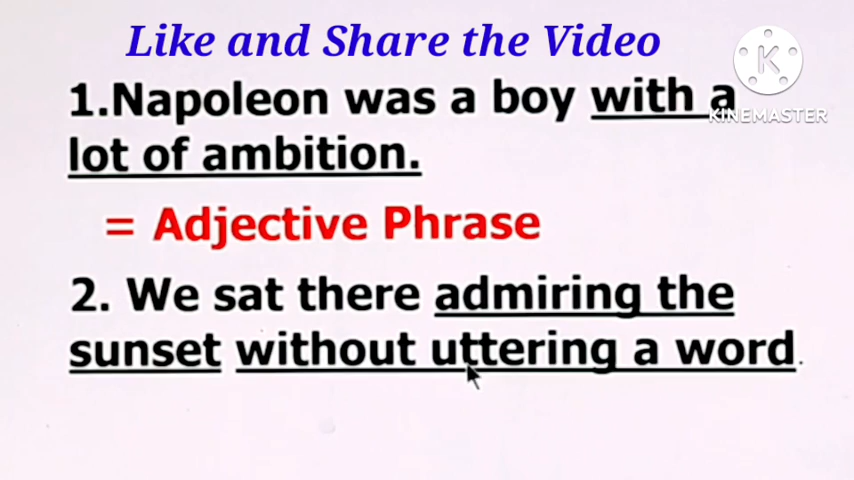 Like and Share the Video
1.Napoleon was a boy with a
KINEMASTER
lot of ambition.
= Adjective Phrase
2. We sat there admiring the
sunset without uttering a word.